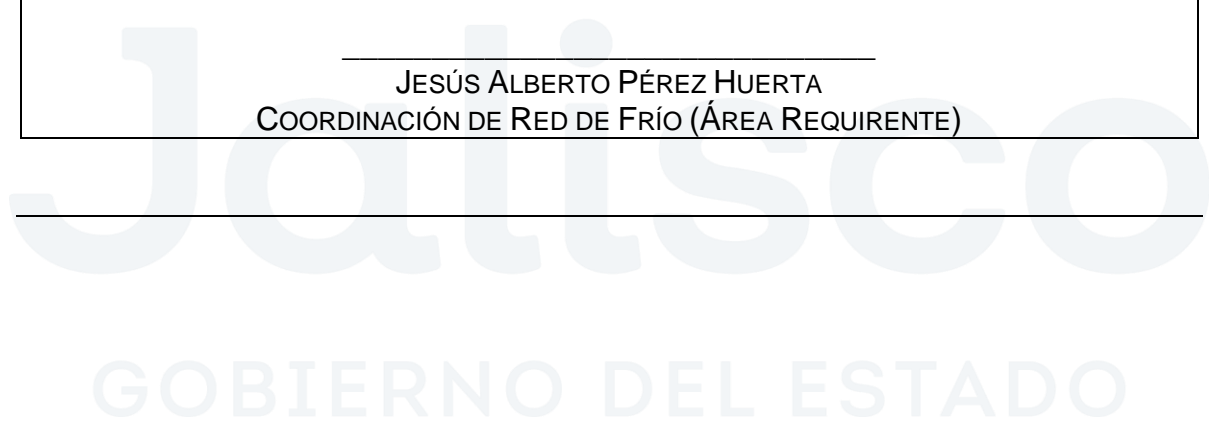 JESÚS ALBERTO PÉREZ HUERTA
COORDINACIÓN DE RED DE FRÍO (ÁREA REQUIRENTE)
Jalisco
GOBIERNO DEL ESTADO